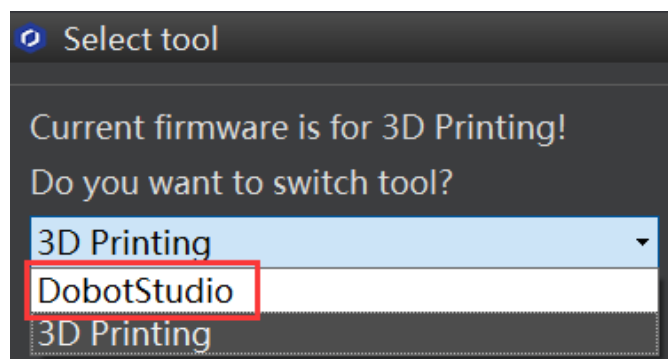 Select tool
Current firmware is for 3D Printing!
Do you want to switch tool?
3D Printing
DobotStudio
3D Printing